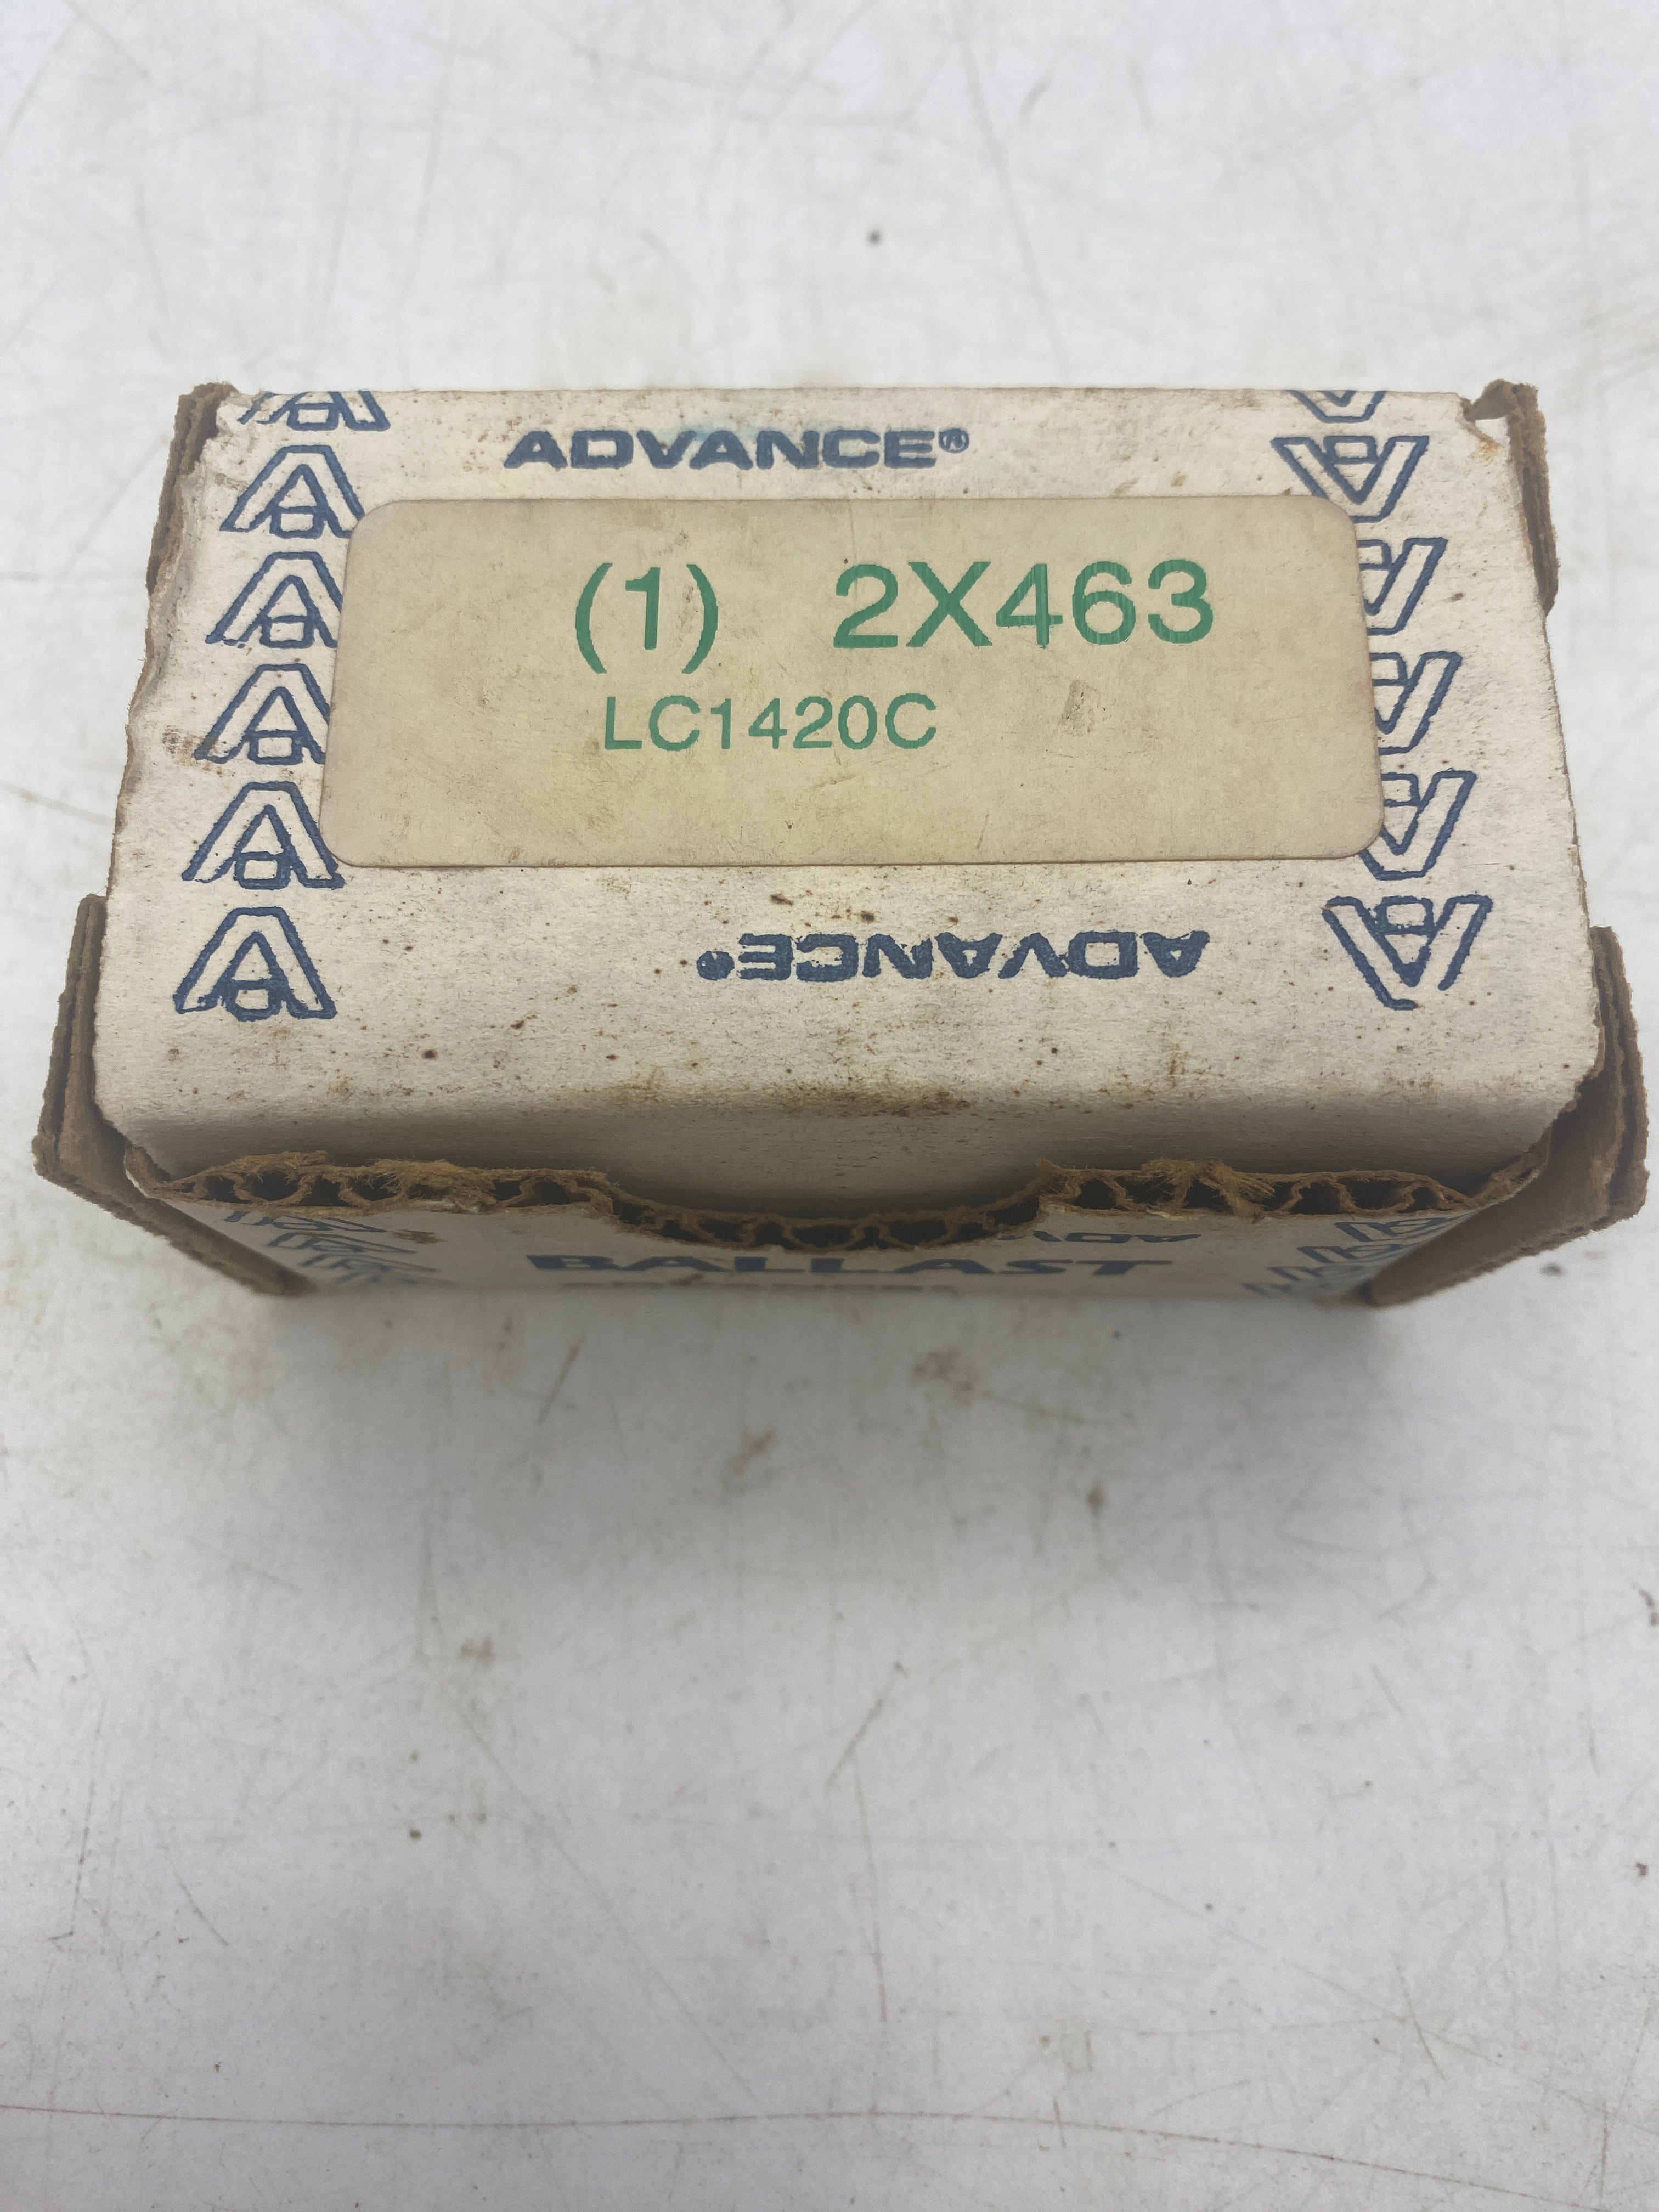 ADVANCE®
(1) 2X463
LC1420C
ADVANCE®
BALLAST